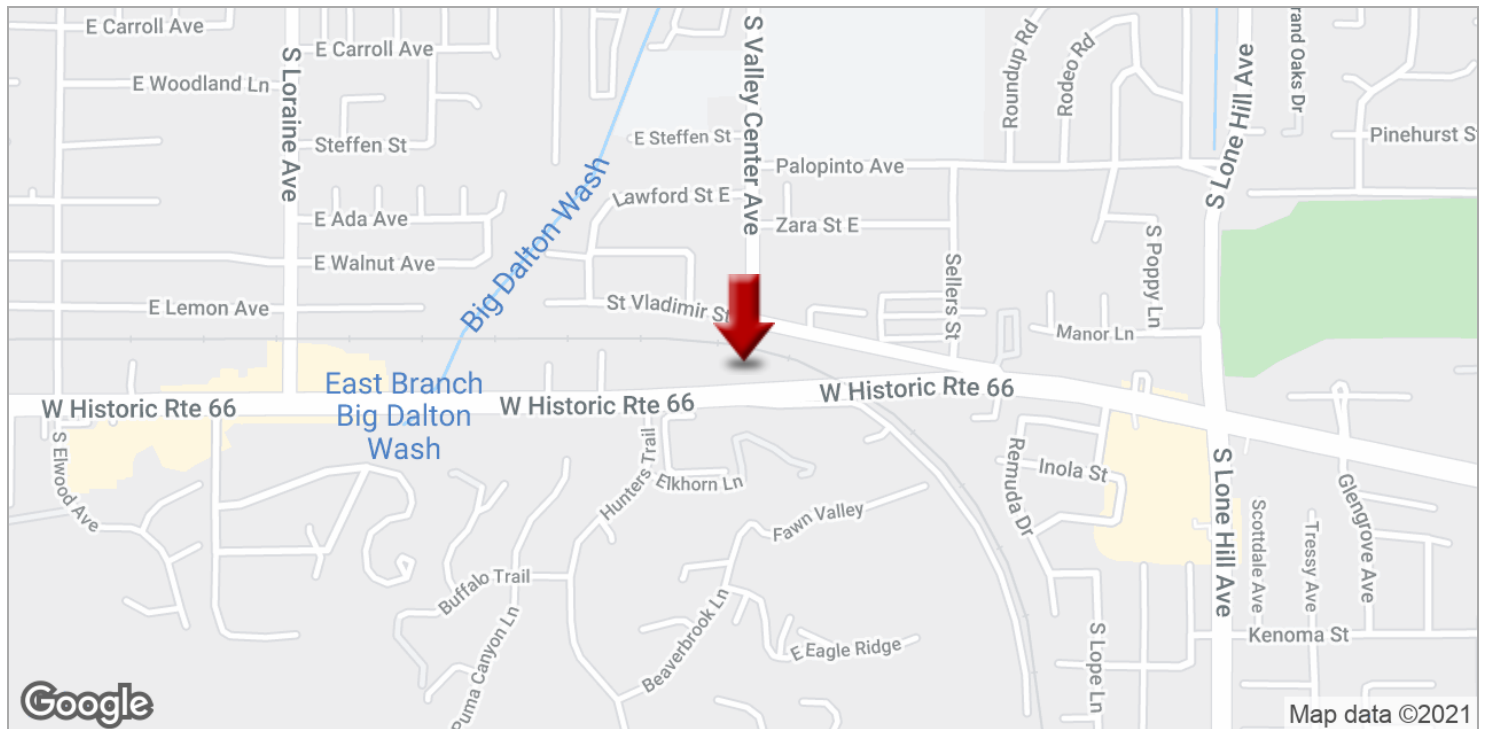 E Carroll Ave
E Carroll Ave
E Woodland Ln
S Loraine Ave
Steffen St
E Ada Ave
E Walnut Ave
E Lemon Ave
Big Dalton Wash
S Valley Center Ave
E Steffen St
Lawford St E
Palopinto Ave
Zara St E
St Vladimir St
Roundup Rd
Rodeo Rd
S Lone Hill Ave
rand Oaks Dr
Pinehurst S
Sellers St
S Poppy Ln
Manor Ln
W Historic Rte 66
East Branch
Big Dalton
Wash
W Historic Rte 66
W Historic Rte 66
S Elwood Ave
Hunters Trail
Elkhorn Ln
Fawn Valley
Buffalo Trail
Puma Canyon Ln
Beaverbrook Ln
E Eagle Ridge
Remuda Dr
Inola St
S Lope Ln
S Lone Hill Ave
Scottdale Ave
Tressy Ave
Glengrove Ave
Kenoma St
Google
Map data ©2021